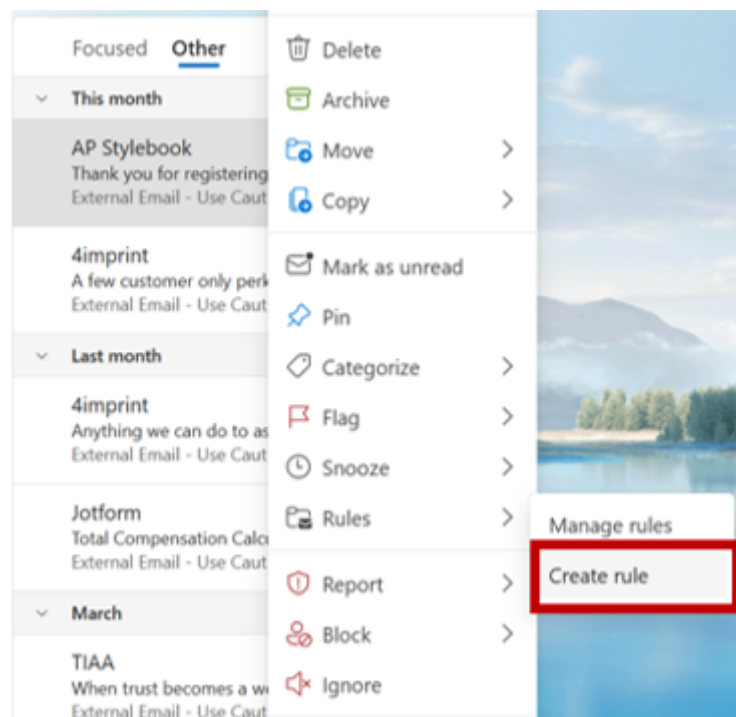 Focused Other
This month
AP Stylebook
Thank you for registering
External Email - Use Caut
4imprint
A few customer only perk
External Email - Use Caut
Last month
4imprint
Anything we can do to as
External Email - Use Caut
Jotform
Total Compensation Calcu
External Email - Use Caut
March
TIAA
When trust becomes a we
External Email - Use Caut
Delete
Archive
Move
Copy
Mark as unread
Pin
Categorize
Flag
Snooze
Rules
Report
Block
Ignore
Manage rules
Create rule